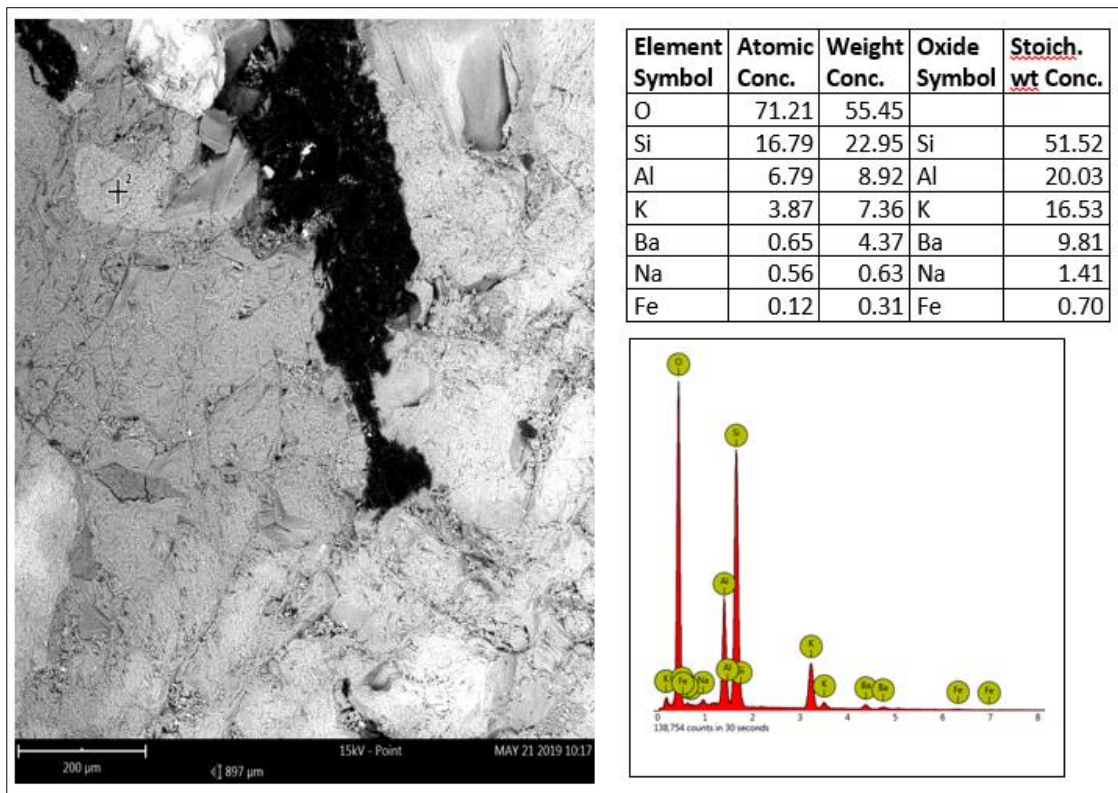 2
200 µm
897 µm
15kV - Point
MAY 21 2019 10:17
Element Symbol Atomic Conc. Weight Conc. Oxide Symbol Stoich. wt Conc.
O 71.21 55.45
Si 16.79 22.95 Si 51.52
Al 6.79 8.92 Al 20.03
K 3.87 7.36 K 16.53
Ba 0.65 4.37 Ba 9.81
Na 0.56 0.63 Na 1.41
Fe 0.12 0.31 Fe 0.70
O
Si
Al
K
K Fe Na Al Si K Ba Ba Fe Fe
0 1 2 3 4 5 6 7 8
138,754 counts in 30 seconds